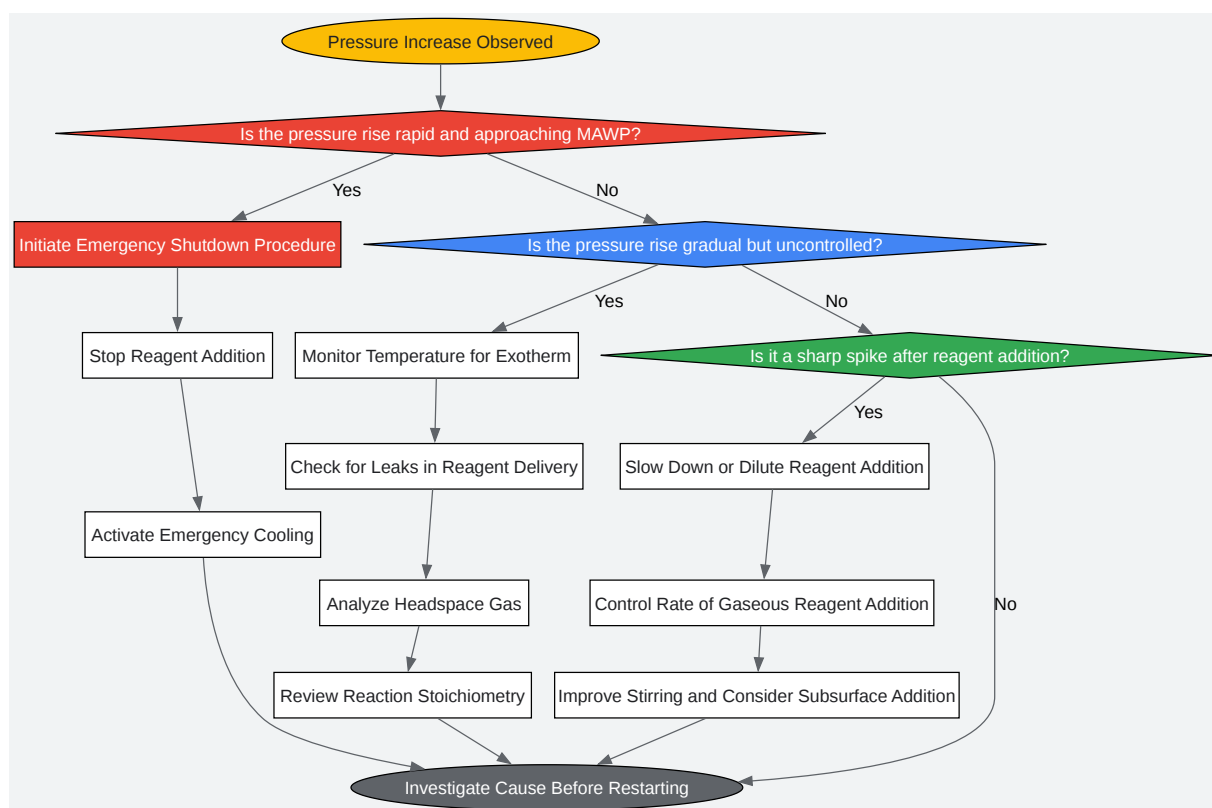 Pressure Increase Observed
Is the pressure rise rapid and approaching MAWP?
Yes
No
Initiate Emergency Shutdown Procedure
Is the pressure rise gradual but uncontrolled?
Yes
No
Stop Reagent Addition
Monitor Temperature for Exotherm
Is it a sharp spike after reagent addition?
Yes
Check for Leaks in Reagent Delivery
Slow Down or Dilute Reagent Addition
Activate Emergency Cooling
Analyze Headspace Gas
Control Rate of Gaseous Reagent Addition
No
Review Reaction Stoichiometry
Improve Stirring and Consider Subsurface Addition
Investigate Cause Before Restarting